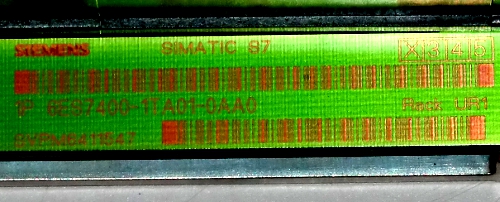 SIEMENS SIMATIC S7 X 3 4 5
1P 6ES7400-1TA01-0AA0 Rack UR1